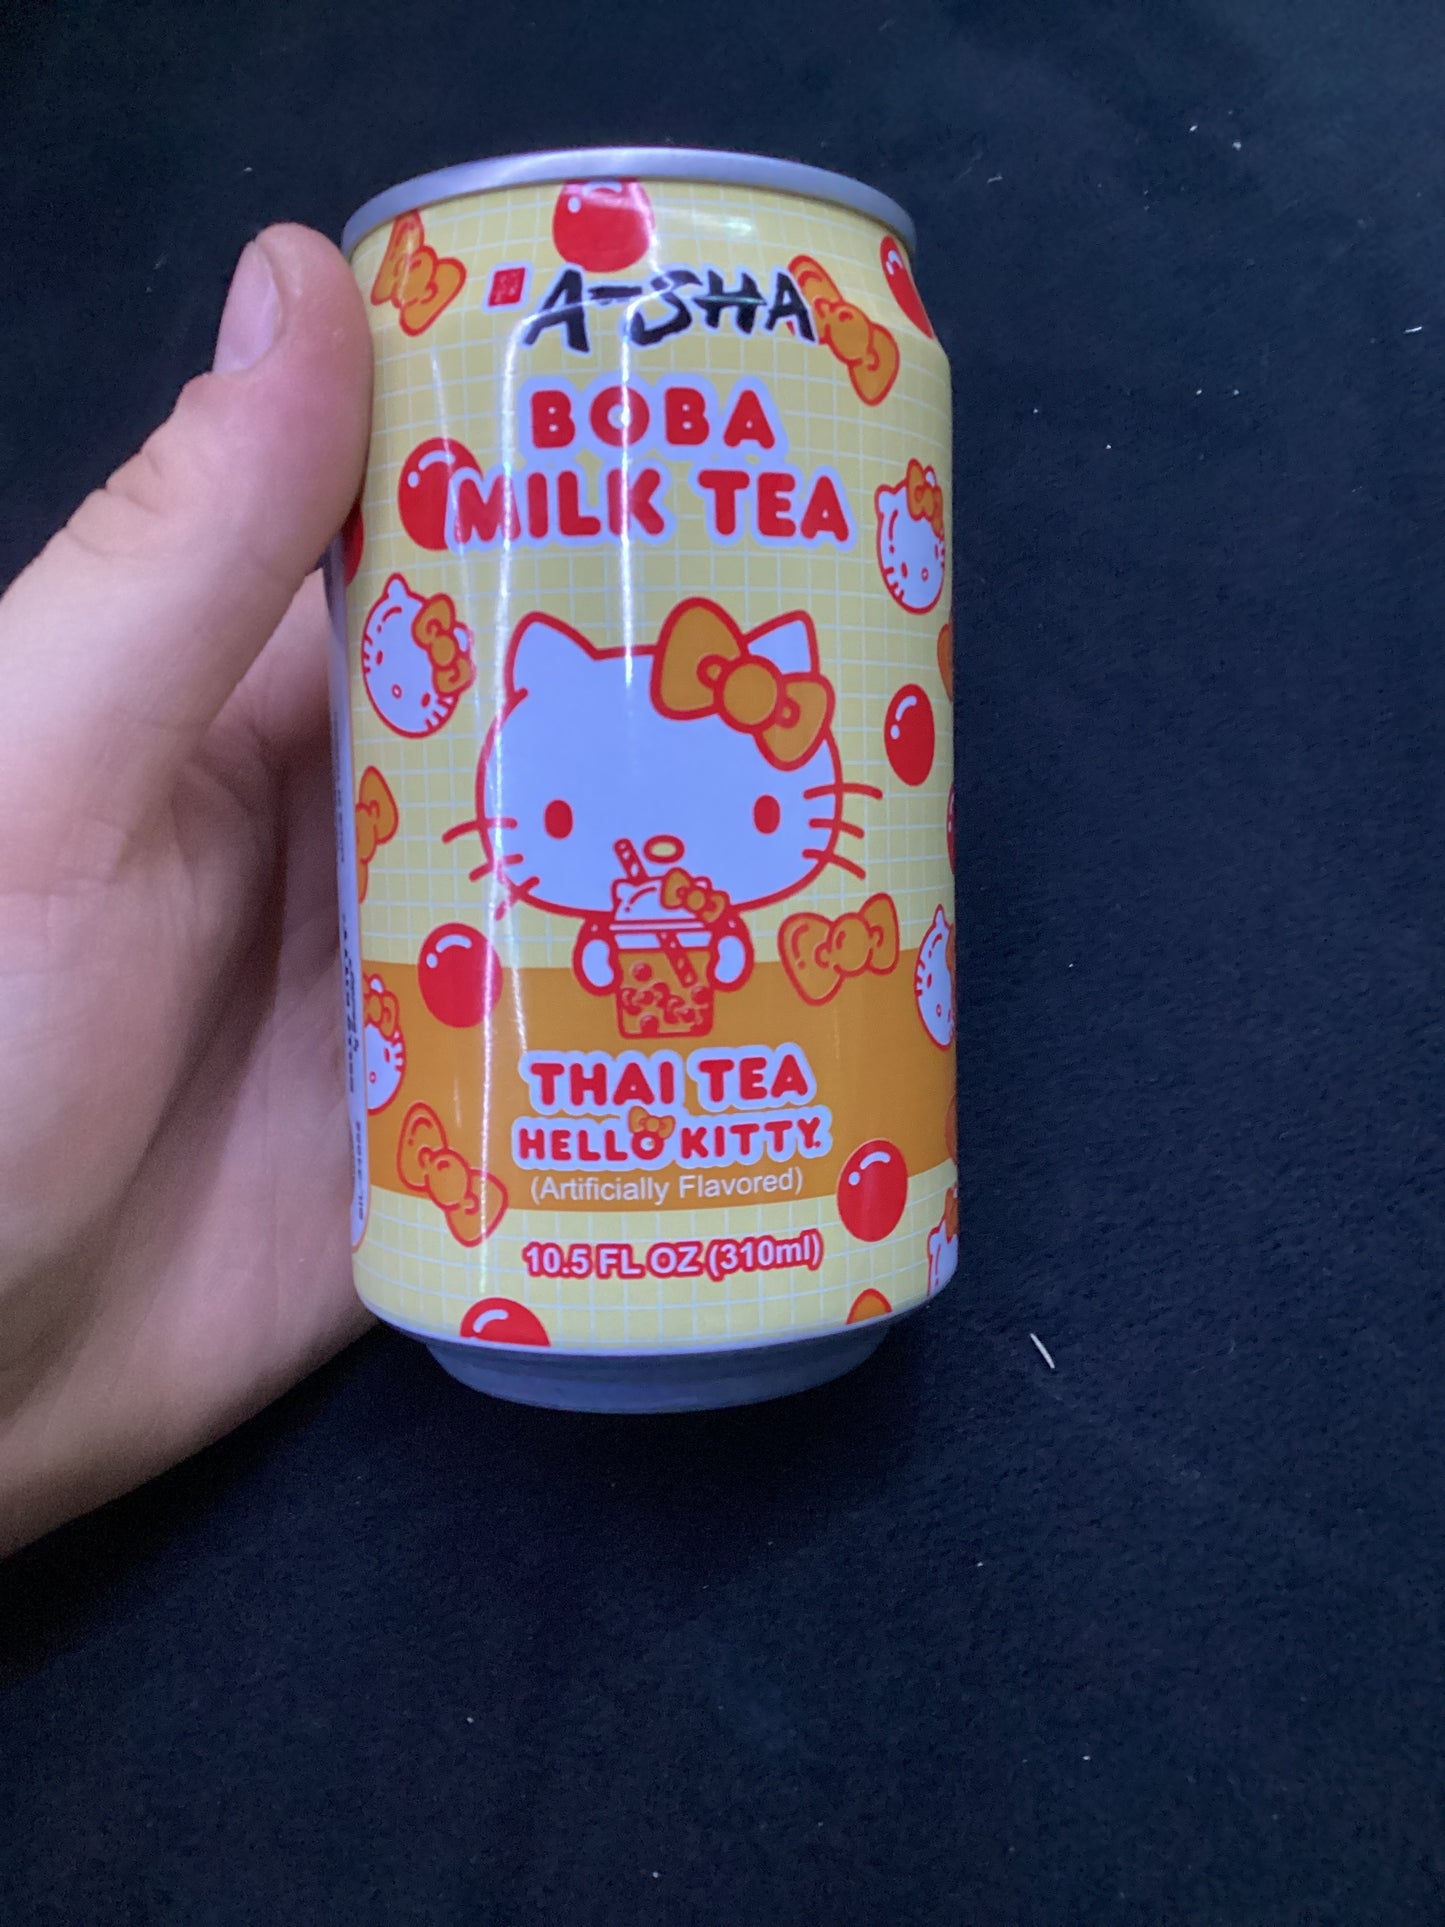 A-SHA
BOBA
MILK TEA
THAI TEA
HELLO KITTY
(Artificially Flavored)
10.5 FL OZ (310ml)